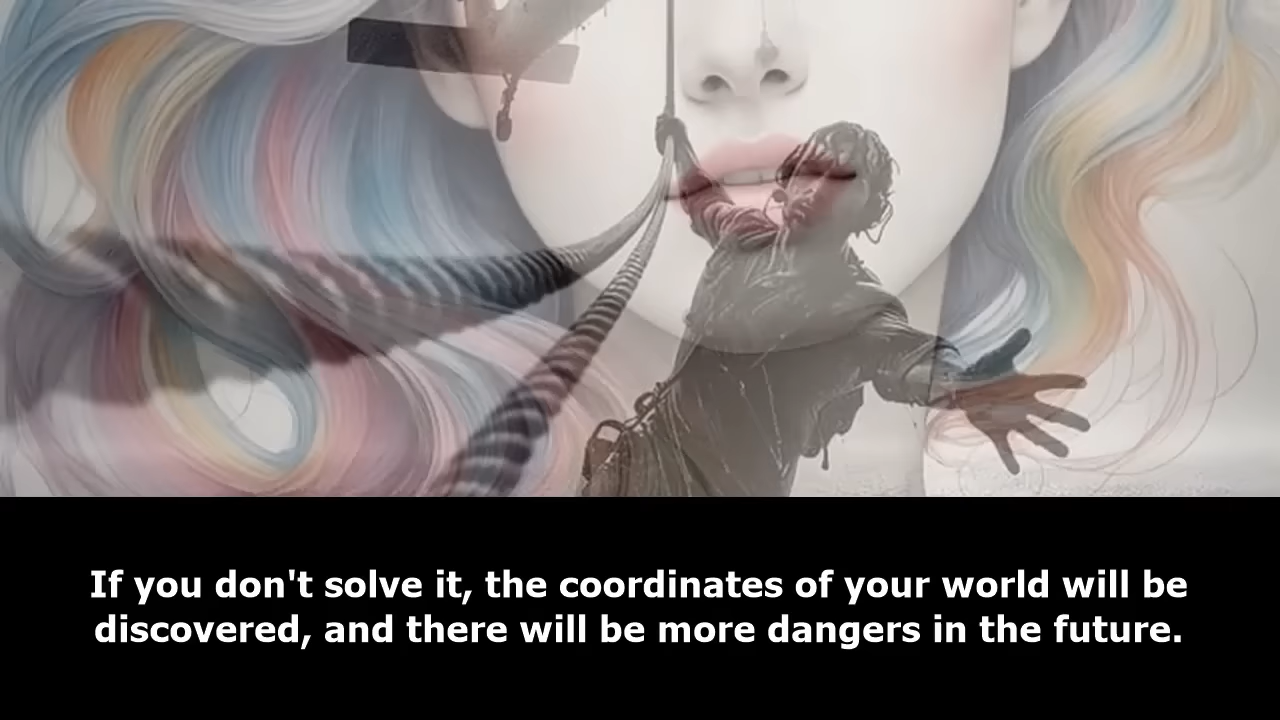 If you don't solve it, the coordinates of your world will be
discovered, and there will be more dangers in the future.